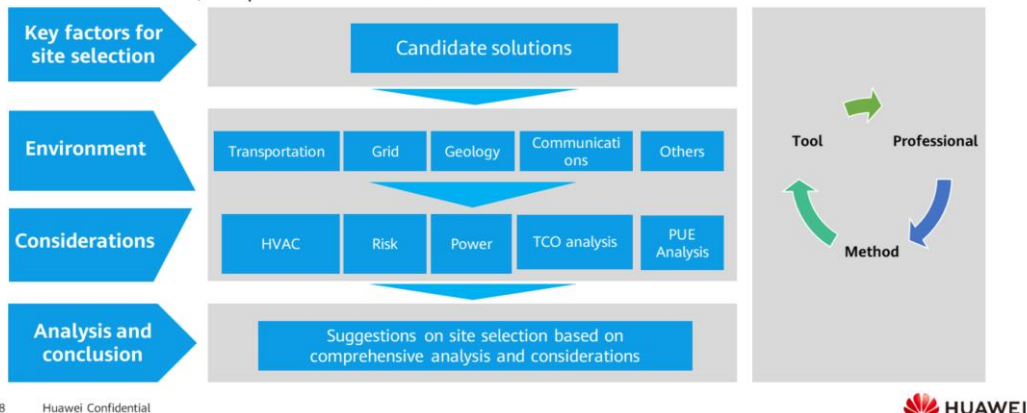 Key factors for
site selection
Candidate solutions
Environment
Transportation
Grid
Geology
Communicati
ons
Others
Considerations
HVAC
Risk
Power
TCO analysis
PUE
Analysis
Analysis and
conclusion
Suggestions on site selection based on
comprehensive analysis and considerations
Tool
Professional
Method
8 Huawei Confidential
HUAWEI